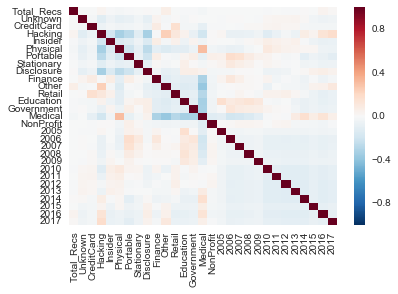 Total_Recs
Unknown
CreditCard
Hacking
Insider
Physical
Portable
Stationary
Disclosure
Finance
Other
Retail
Education
Government
Medical
NonProfit
2005
2006
2007
2008
2009
2010
2011
2012
2013
2014
2015
2016
2017
Total_Recs
Unknown
CreditCard
Hacking
Insider
Physical
Portable
Stationary
Disclosure
Finance
Other
Retail
Education
Government
Medical
NonProfit
2005
2006
2007
2008
2009
2010
2011
2012
2013
2014
2015
2016
2017
0.8
0.4
0.0
−0.4
−0.8